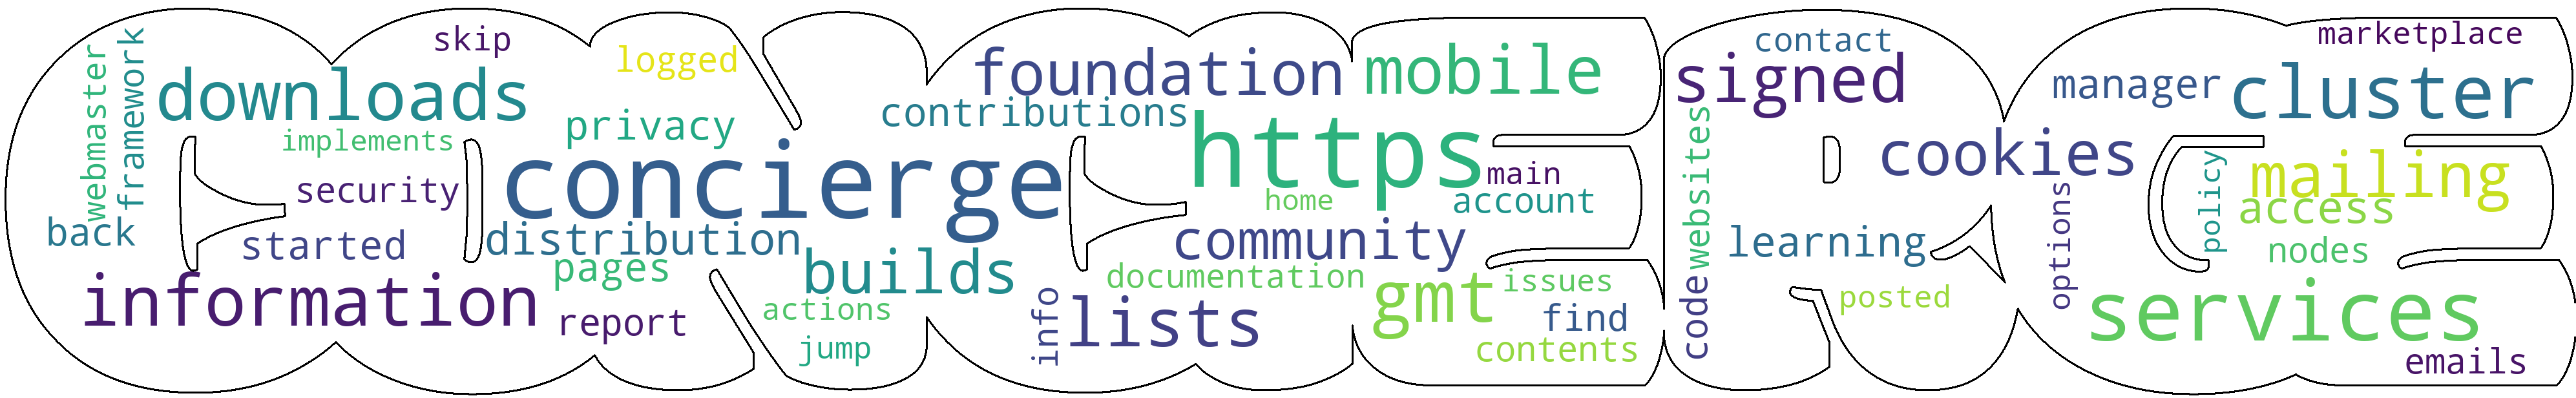 skip
logged
webmaster
framework
downloads
implements
privacy
security
concierge
back
started
distribution
pages
information
report
builds
actions
jump
foundation
mobile
contributions
https
main
home
account
community
documentation
info
lists
gmt
issues
find
contents
contact
signed
websites
cookies
learning
code
posted
options
marketplace
manager
cluster
policy
mailing
access
nodes
services
emails